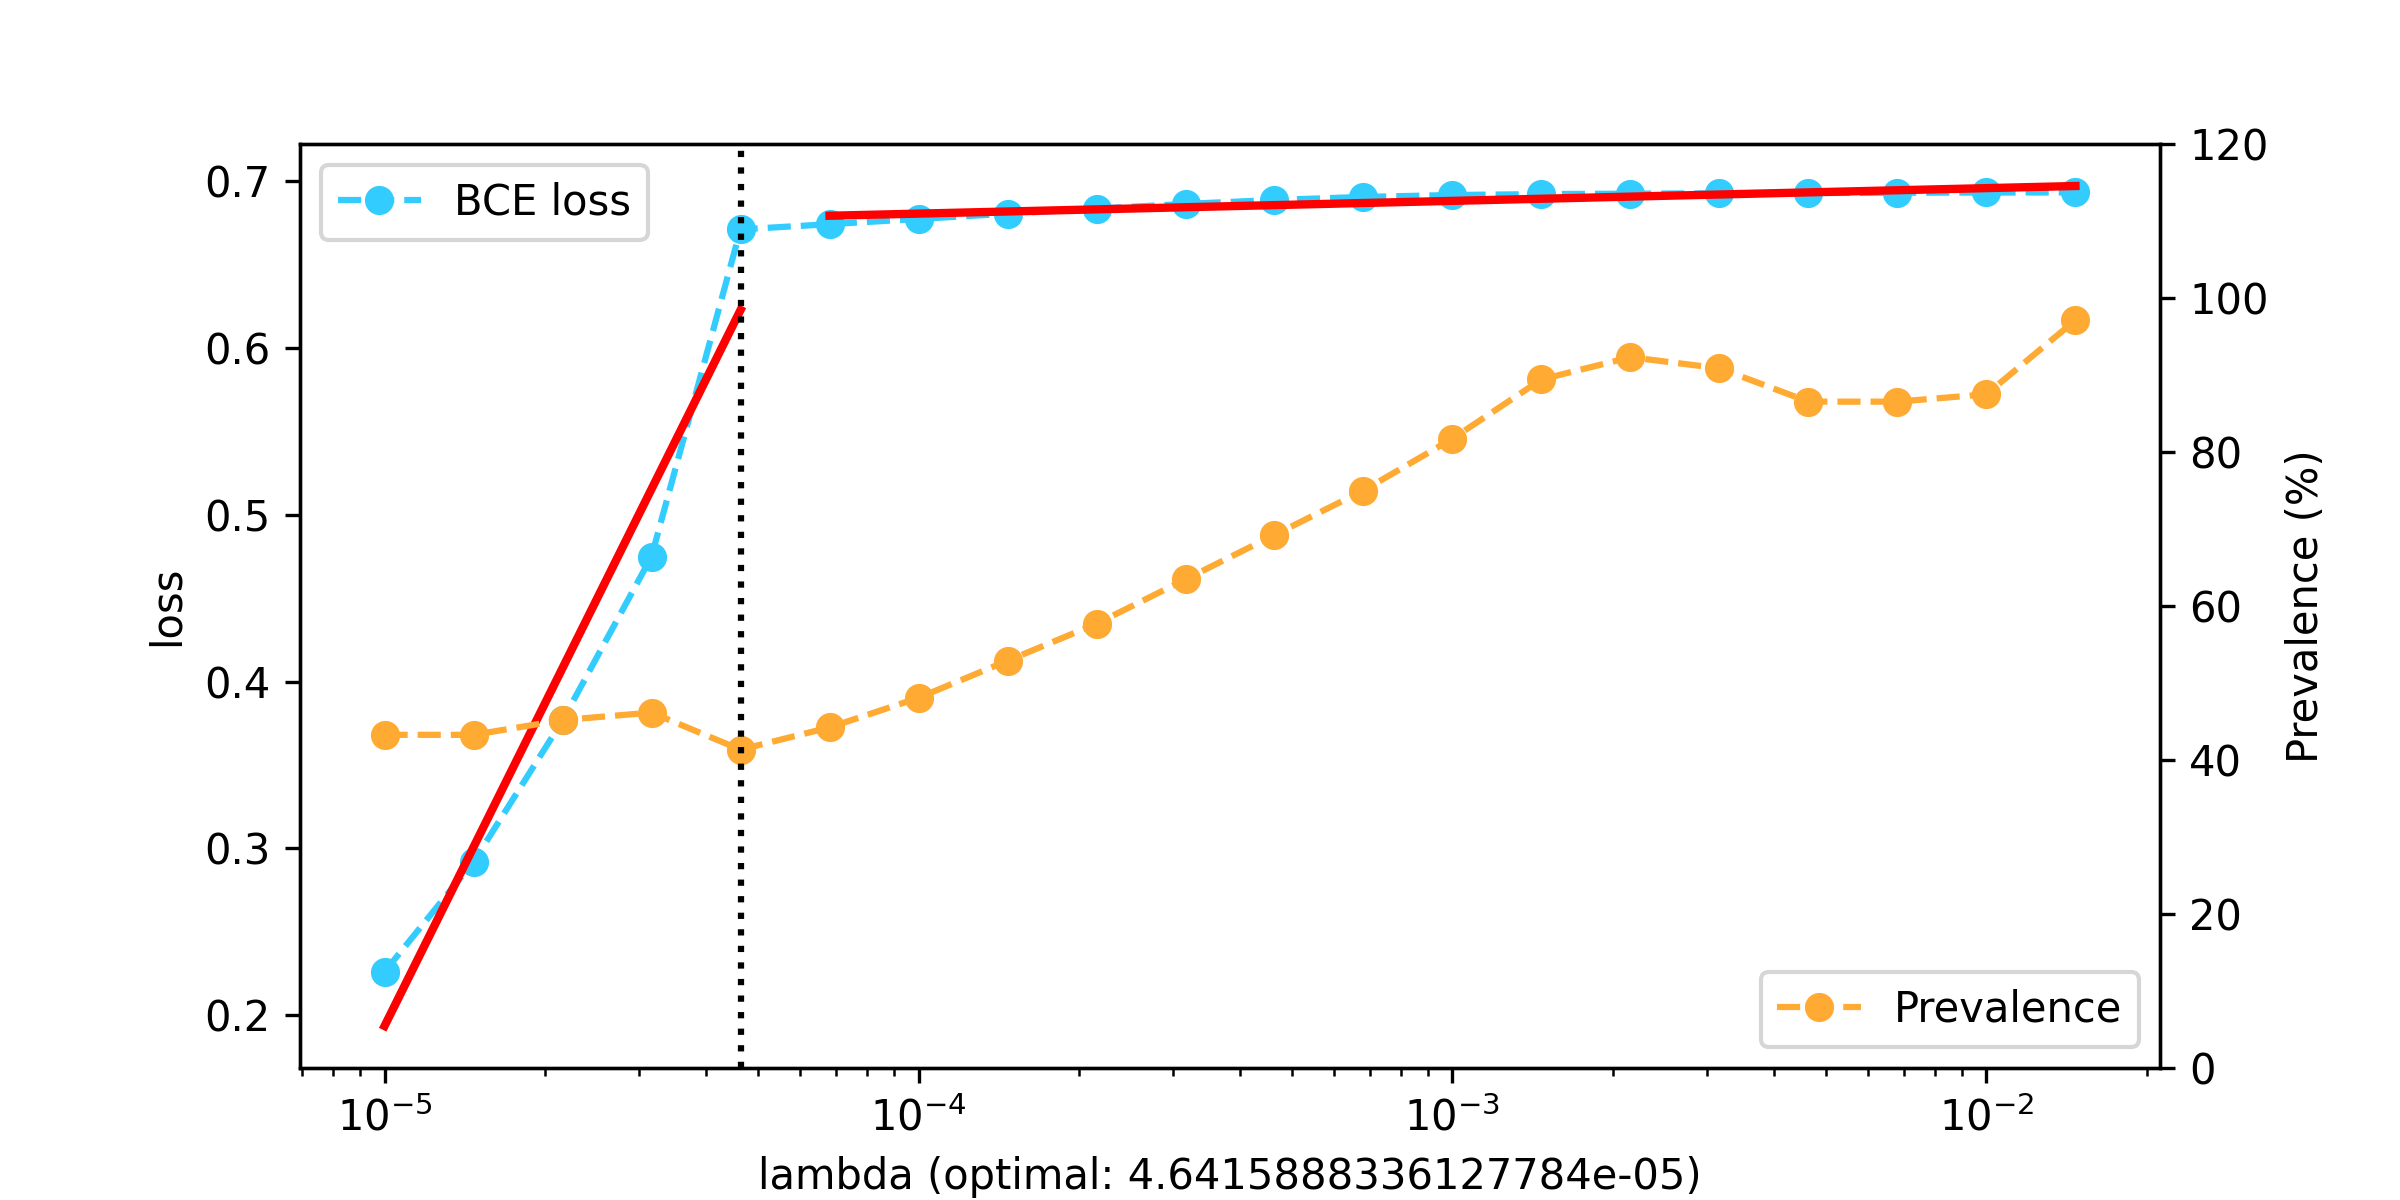 BCE loss
Prevalence
loss
0.7
0.6
0.5
0.4
0.3
0.2
120
100
80
60
40
20
0
Prevalence (%)
10⁻⁵ 10⁻⁴ 10⁻³ 10⁻²
lambda (optimal: 4.6415888336127784e-05)